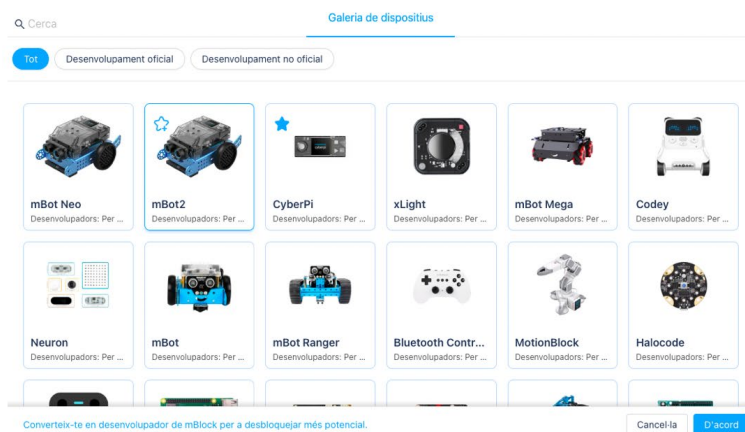 Cerca
Galeria de dispositius
Tot
Desenvolupament oficial
Desenvolupament no oficial
mBot Neo
Desenvolupadors: Per ...
mBot2
Desenvolupadors: Per ...
CyberPi
Desenvolupadors: Per ...
xLight
Desenvolupadors: Per ...
mBot Mega
Desenvolupadors: Per ...
Codey
Desenvolupadors: Per ...
Neuron
Desenvolupadors: Per ...
mBot
Desenvolupadors: Per ...
mBot Ranger
Desenvolupadors: Per ...
Bluetooth Contr...
Desenvolupadors: Per ...
MotionBlock
Desenvolupadors: Per ...
Halocode
Desenvolupadors: Per ...
Converteix-te en desenvolupador de mBlock per a desbloquejar més potencial.
Cancel·la
D'acord